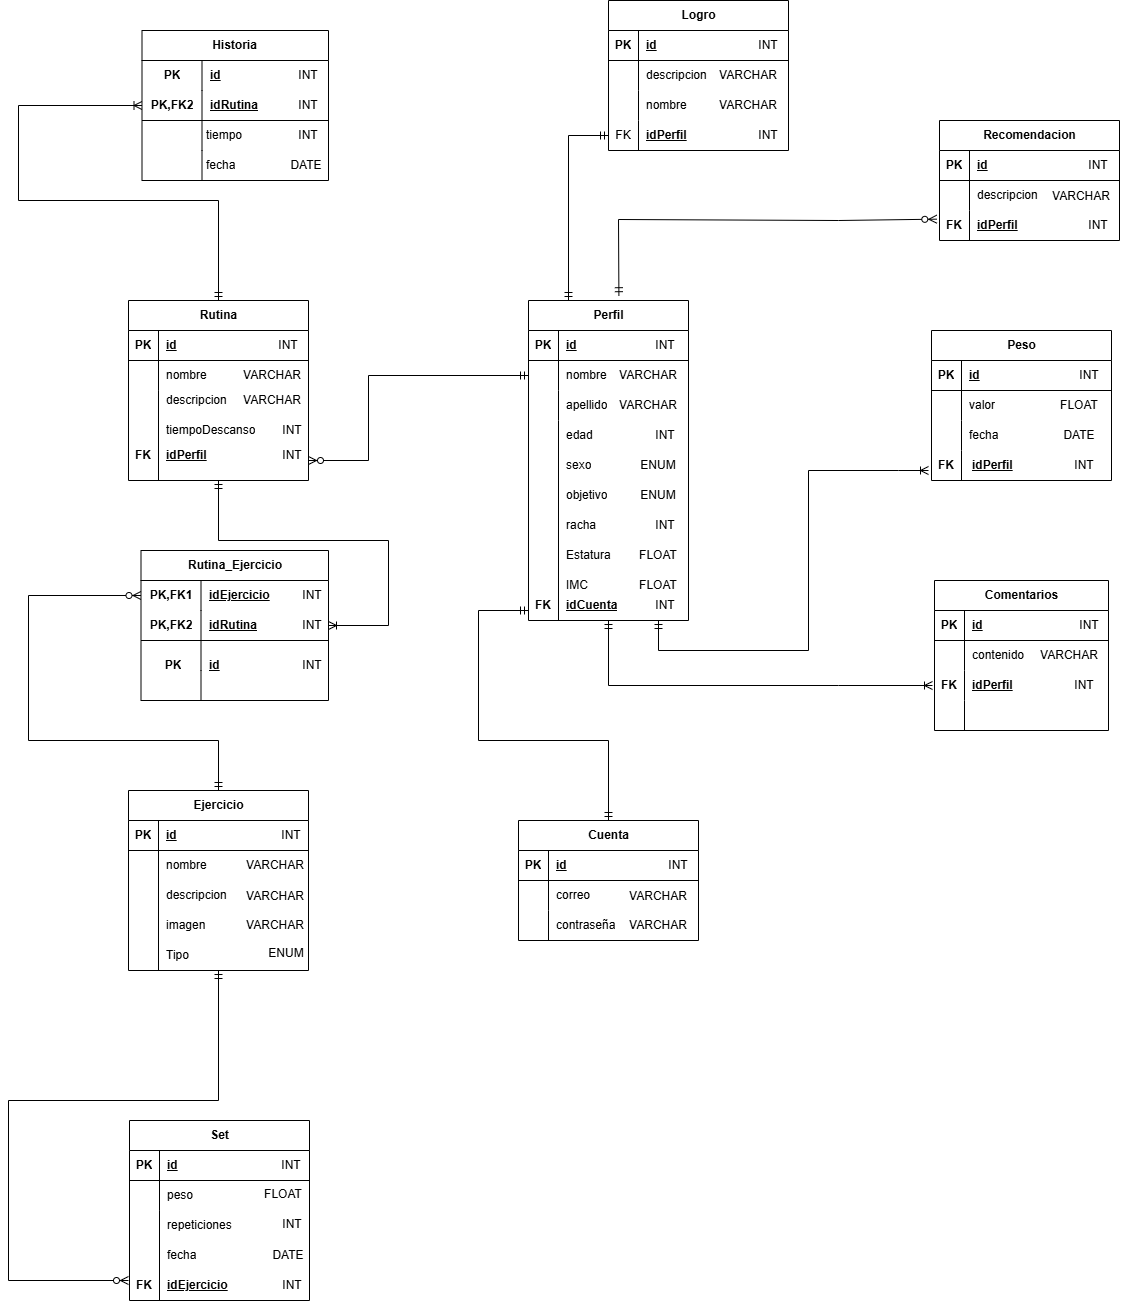 Logro
PK id INT
descripcion VARCHAR
nombre VARCHAR
FK idPerfil INT
Historia
PK id INT
PK,FK2 idRutina INT
tiempo INT
fecha DATE
Recomendacion
PK id INT
descripcion VARCHAR
FK idPerfil INT
Rutina
PK id INT
nombre VARCHAR
descripcion VARCHAR
tiempoDescanso INT
FK idPerfil INT
Perfil
PK id INT
nombre VARCHAR
apellido VARCHAR
edad INT
sexo ENUM
objetivo ENUM
racha INT
Estatura FLOAT
IMC FLOAT
FK idCuenta INT
Peso
PK id INT
valor FLOAT
fecha DATE
FK idPerfil INT
Rutina_Ejercicio
PK,FK1 idEjercicio INT
PK,FK2 idRutina INT
PK id INT
Comentarios
PK id INT
contenido VARCHAR
FK idPerfil INT
Ejercicio
PK id INT
nombre VARCHAR
descripcion VARCHAR
imagen VARCHAR
Tipo ENUM
Cuenta
PK id INT
correo VARCHAR
contraseña VARCHAR
Set
PK id INT
peso FLOAT
repeticiones INT
fecha DATE
FK idEjercicio INT